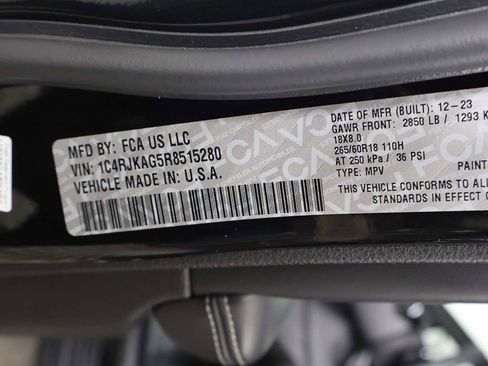 MFD BY: FCA US LLC
VIN: 1C4RJKAG5R8515280
VEHICLE MADE IN U.S.A.
DATE OF MFR (BUILT): 12-23
GAWR FRONT: 2850 LB / 1293 K
18X8.0
265/60R18 110H
AT 250 kPa / 36 PSI
TYPE: MPV PAINT
THIS VEHICLE CONFORMS TO ALL
STANDARDS IN EFFECT O